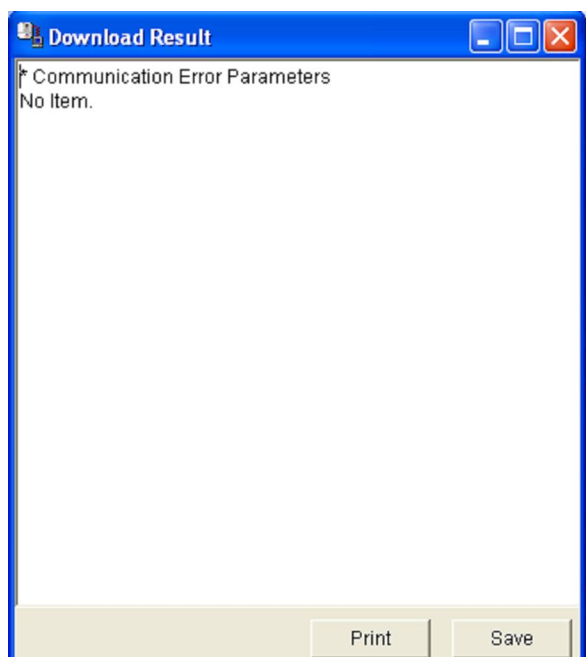 Download Result
* Communication Error Parameters
No Item.
Print
Save